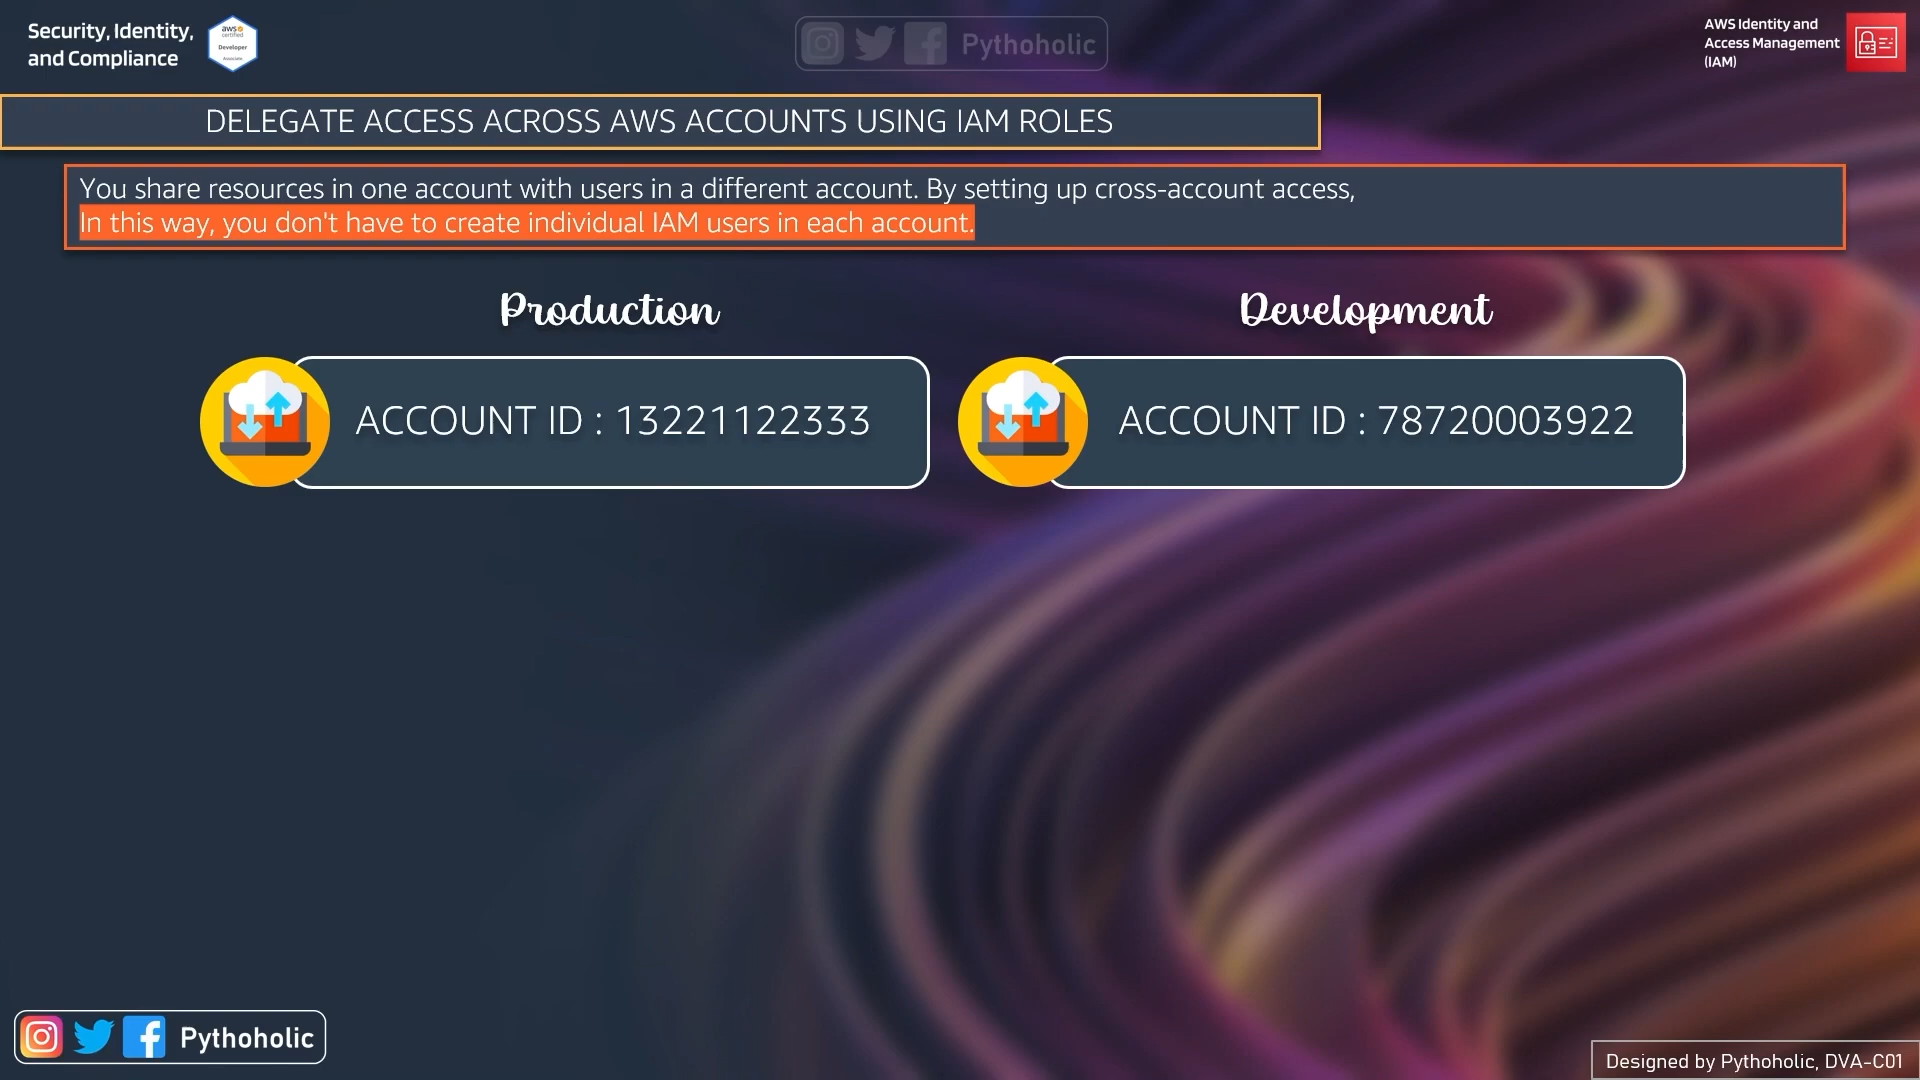 Security, Identity,
and Compliance
aws
certified
Developer
Associate
Pythoholic
AWS Identity and
Access Management
(IAM)
DELEGATE ACCESS ACROSS AWS ACCOUNTS USING IAM ROLES
You share resources in one account with users in a different account. By setting up cross-account access,
In this way, you don't have to create individual IAM users in each account.
Production
Development
ACCOUNT ID : 13221122333
ACCOUNT ID : 78720003922
Pythoholic
Designed by Pythoholic, DVA-C01